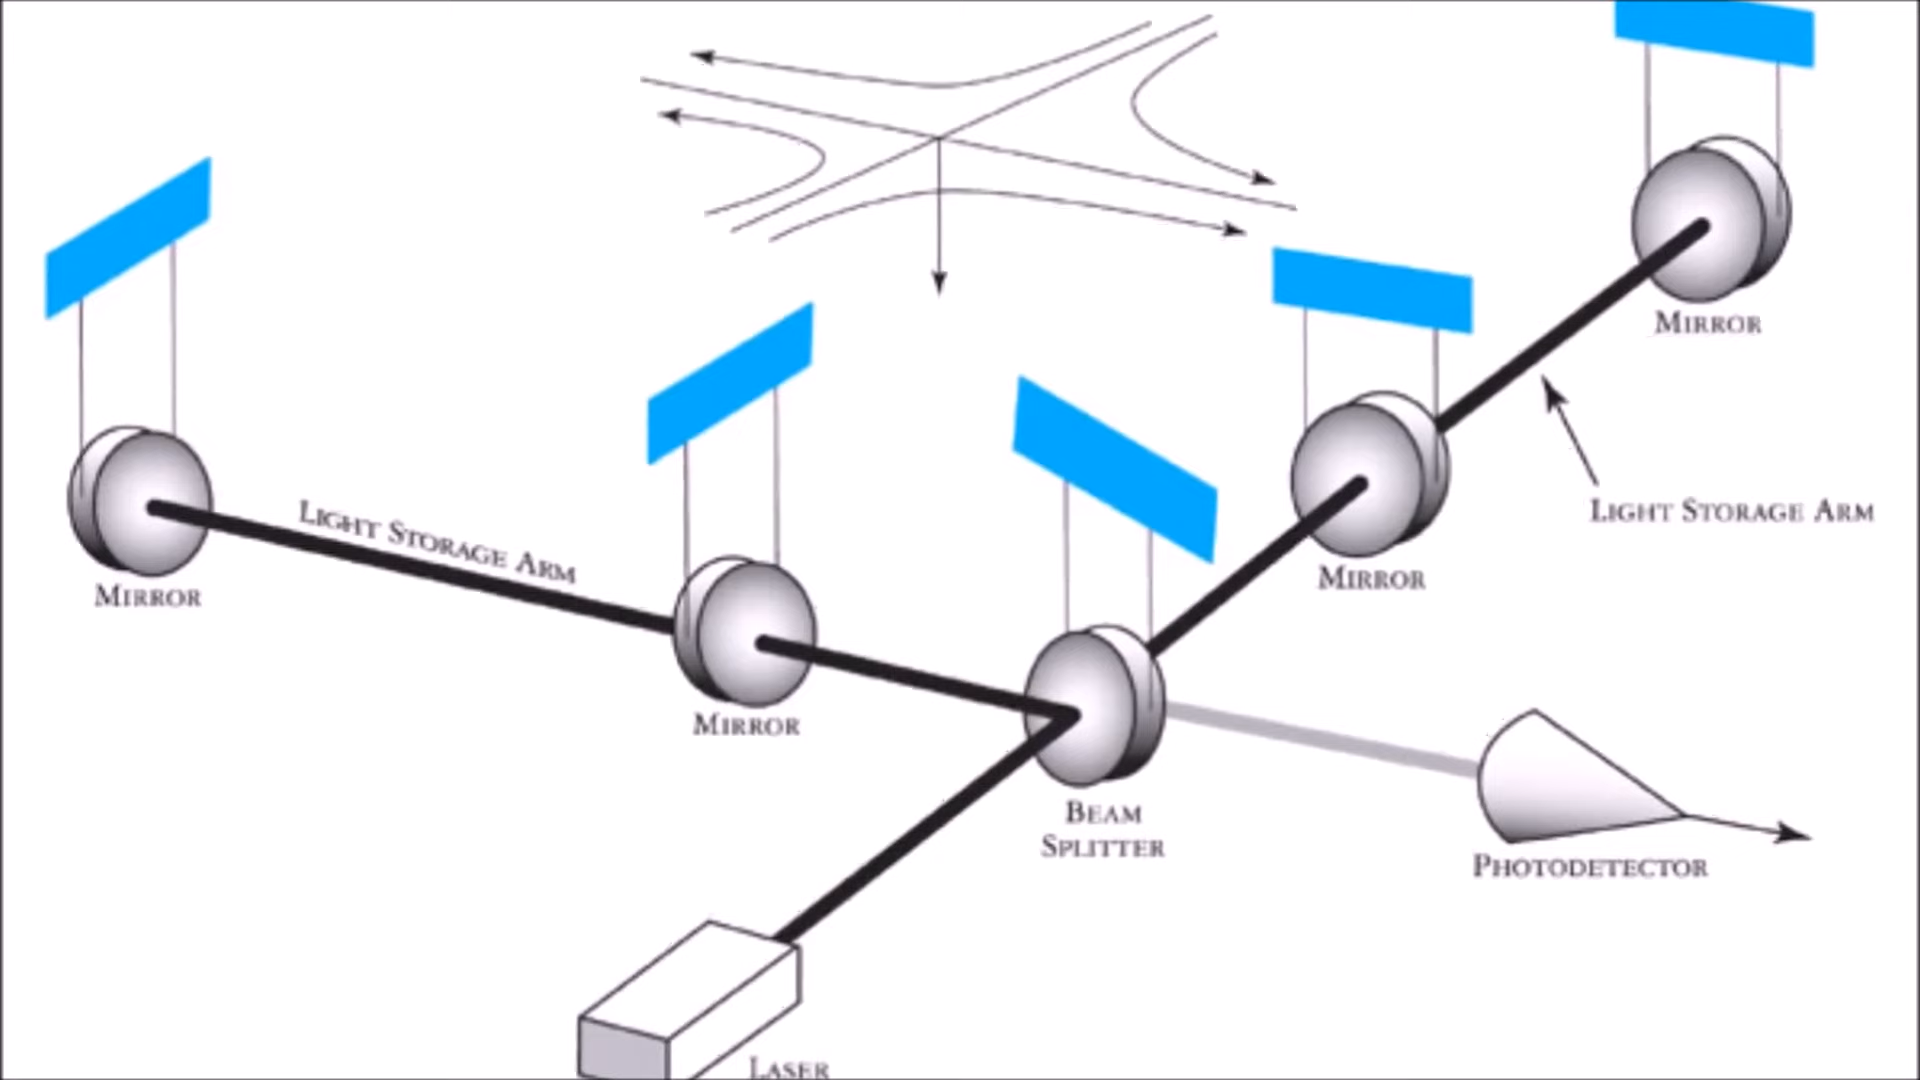 MIRROR
LIGHT STORAGE ARM
MIRROR
MIRROR
LIGHT STORAGE ARM
MIRROR
BEAM
SPLITTER
PHOTODETECTOR
LASER